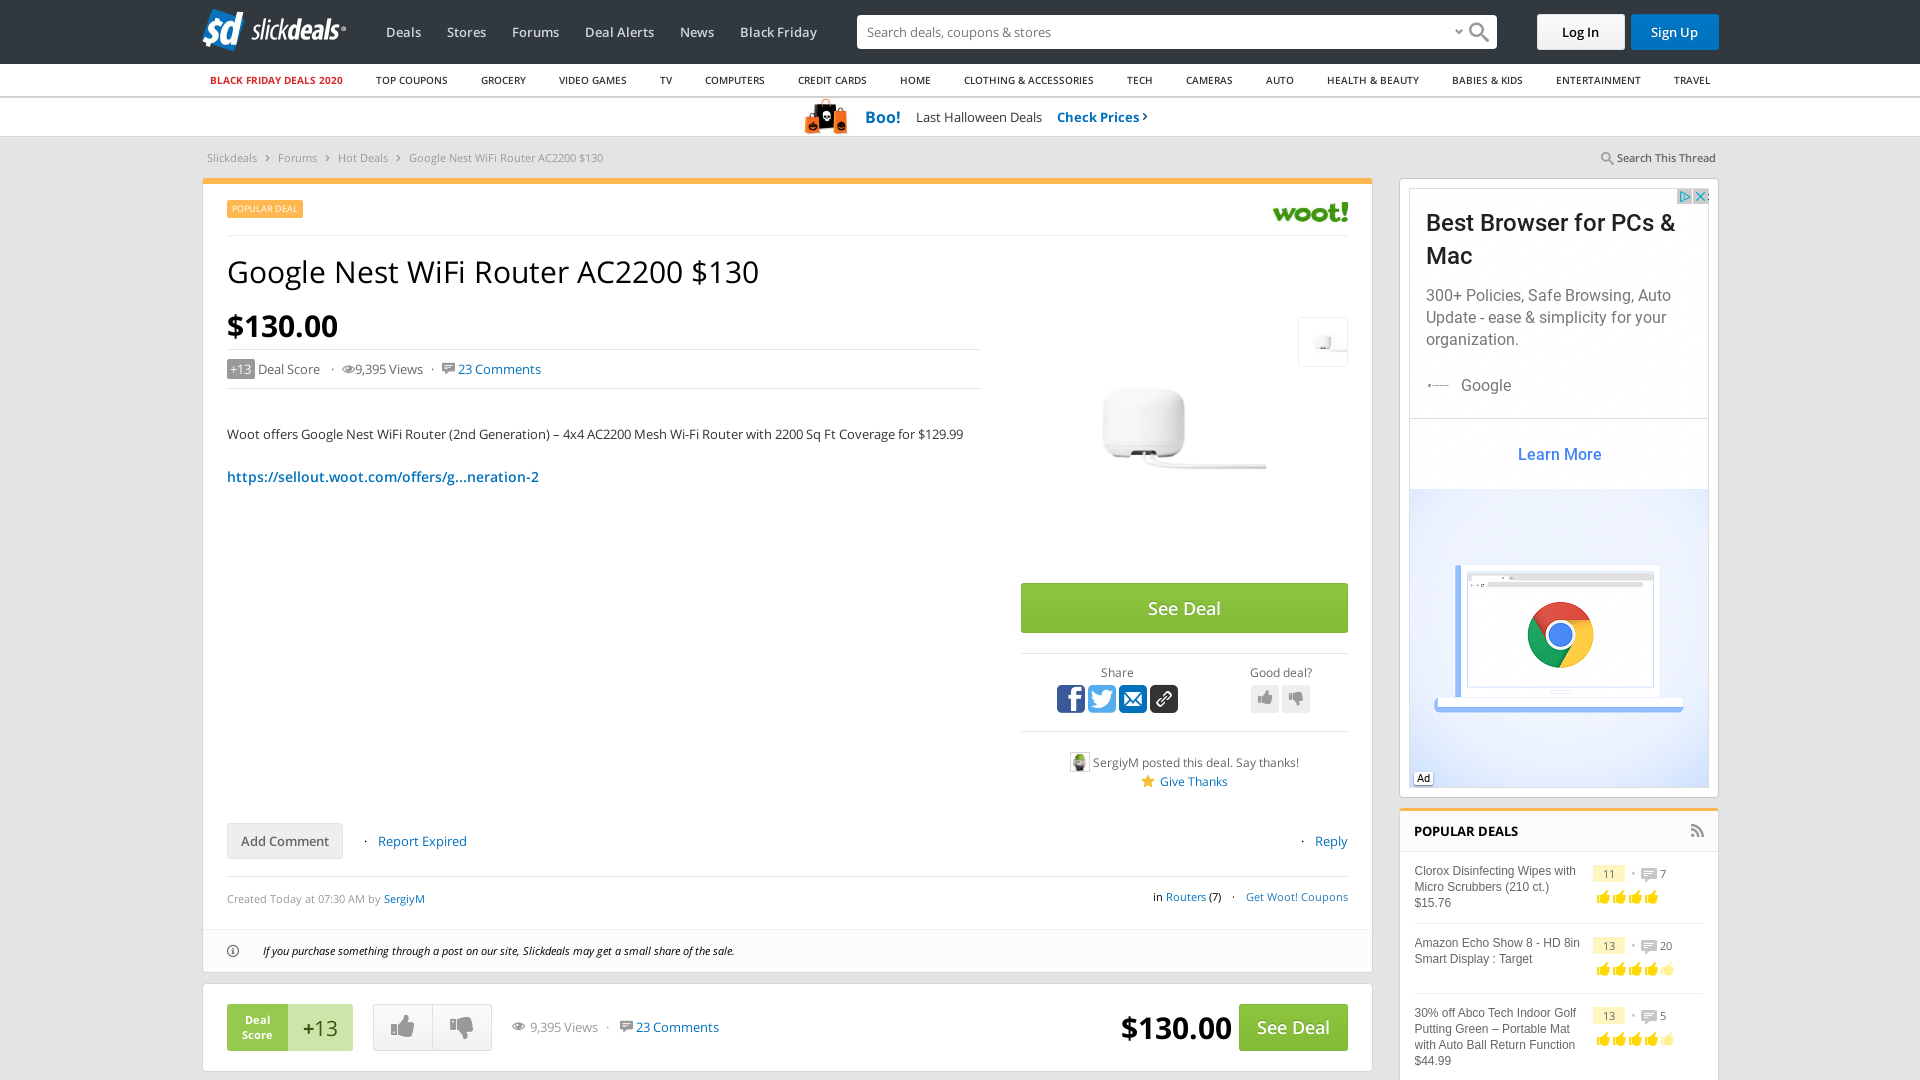 sd slickdeals
Deals Stores Forums Deal Alerts News Black Friday
Search deals, coupons & shops
Log In Sign Up
BLACK FRIDAY DEALS 2020 TOP COUPONS GROCERY VIDEO GAMES TV COMPUTERS CREDIT CARDS HOME CLOTHING & ACCESSORIES TECH CAMERAS AUTO HEALTH & BEAUTY BABIES & KIDS ENTERTAINMENT TRAVEL
Boo! Last Halloween Deals Check Prices
Slickdeals Forums Hot Deals Google Nest WiFi Router AC2200 $130
Search This Thread
POPULAR DEAL
woot!
Google Nest WiFi Router AC2200 $130
$130.00
+13 Deal Score · 9,395 Views · 23 Comments
Woot offers Google Nest WiFi Router (2nd Generation) – 4x4 AC2200 Mesh Wi-Fi Router with 2200 Sq Ft Coverage for $129.99
https://sellout.woot.com/offers/g...neration-2
See Deal
Share
Good deal?
SergiyM posted this deal. Say thanks!
Give Thanks
Add Comment · Report Expired
· Reply
Created Today at 07:30 AM by SergiyM
in Routers (7) · Get Woot! Coupons
If you purchase something through a post on our site, Slickdeals may get a small share of the sale.
Deal
Score
+13
9,395 Views · 23 Comments
$130.00
See Deal
Best Browser for PCs &
Mac
300+ Policies, Safe Browsing, Auto
Update - ease & simplicity for your
organization.
Google
Learn More
Ad
POPULAR DEALS
Clorox Disinfecting Wipes with
Micro Scrubbers (210 ct.)
$15.76
11 • 7
Amazon Echo Show 8 - HD 8in
Smart Display : Target
13 • 20
30% off Abco Tech Indoor Golf
Putting Green – Portable Mat
with Auto Ball Return Function
$44.99
13 • 5